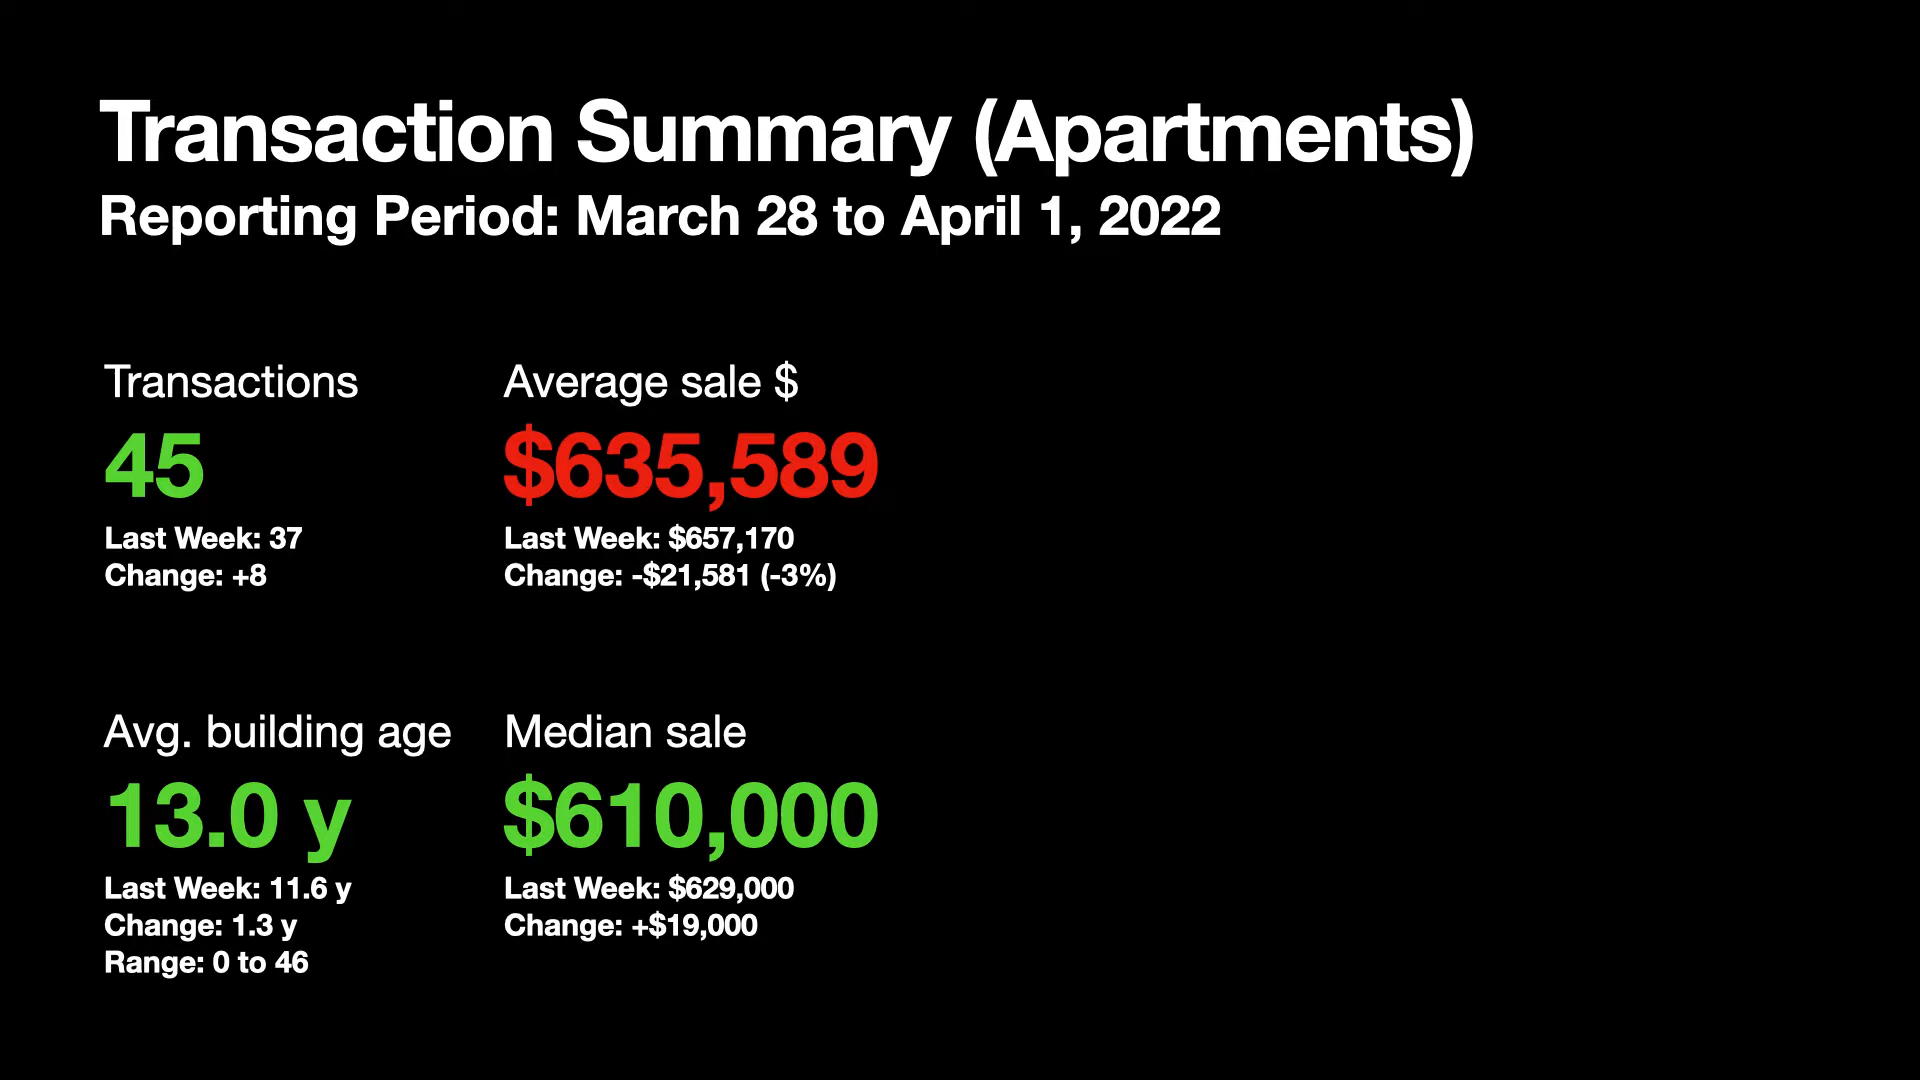 Transaction Summary (Apartments)
Reporting Period: March 28 to April 1, 2022
Transactions
45
Last Week: 37
Change: +8
Average sale $
$635,589
Last Week: $657,170
Change: -$21,581 (-3%)
Avg. building age
13.0 y
Last Week: 11.6 y
Change: 1.3 y
Range: 0 to 46
Median sale
$610,000
Last Week: $629,000
Change: +$19,000